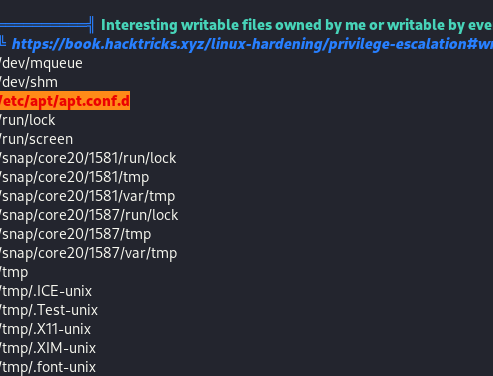 Interesting writable files owned by me or writable by
https://book.hacktricks.xyz/linux-hardening/privilege-escalation#wr
/dev/mqueue
/dev/shm
/etc/apt/apt.conf.d
/run/lock
/run/screen
/snap/core20/1581/run/lock
/snap/core20/1581/tmp
/snap/core20/1581/var/tmp
/snap/core20/1587/run/lock
/snap/core20/1587/tmp
/snap/core20/1587/var/tmp
/tmp
/tmp/.ICE-unix
/tmp/.Test-unix
/tmp/.X11-unix
/tmp/.XIM-unix
/tmp/.font-unix